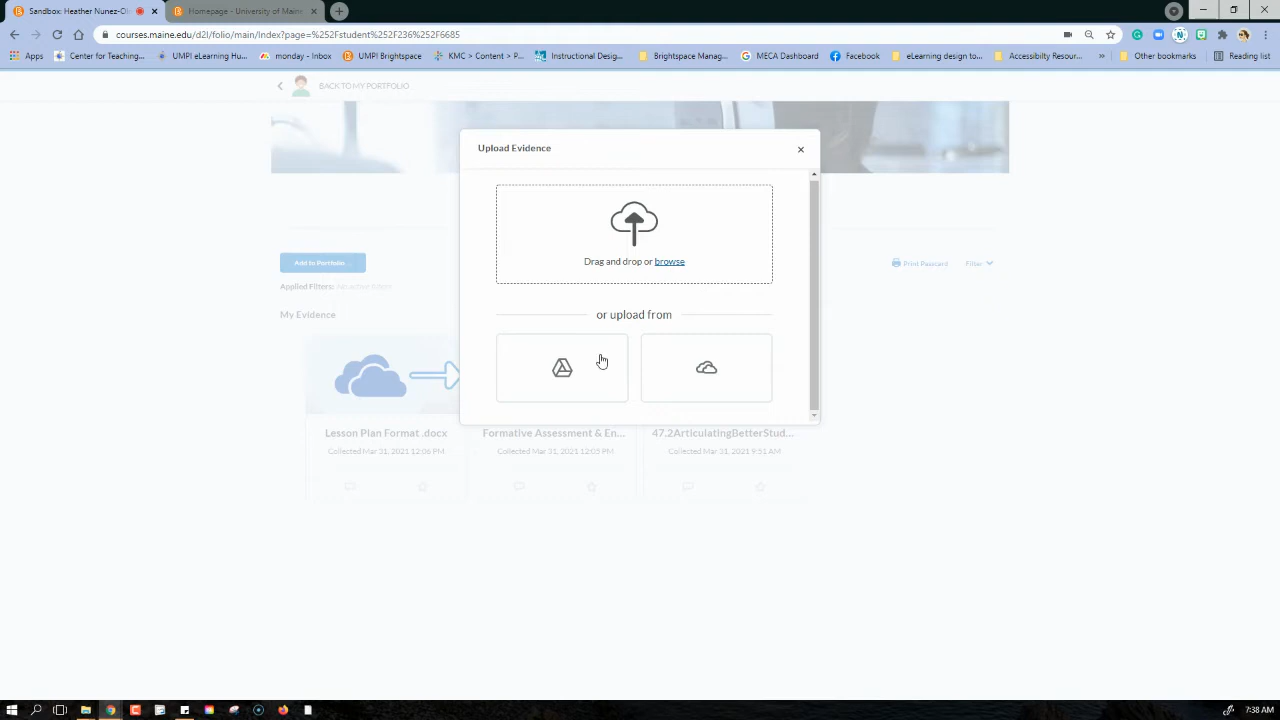 Sandbox: Heather Nunez-Ol
Homepage - University of Maine
courses.maine.edu/d2l/folio/main/Index?page=%252Fstudent%252F236%252F6685
Apps
Center for Teaching...
UMPI eLearning Hu...
monday - Monday
UMPI Brightspace
KMC > Content > P...
Instructional Desig...
Brightspace Manag...
MECA Dashboard
Facebook
eLearning design to...
Accessibilty Resour
Other bookmarks
Reading list
BACK TO MY PORTFOLIO
Upload Evidence
Drag and drop or browse
or upload from
Add to Portfolio
Print Passcard
Filter
Applied Filters:
My Evidence
Lesson Plan Format .docx
Collected Mar 31, 2021 12:06 PM
Formative Assessment & En...
Collected Mar 31, 2021 12:05 PM
47.2ArticulatingBetterStud...
Collected Mar 31, 2021 9:51 AM
7:38 AM